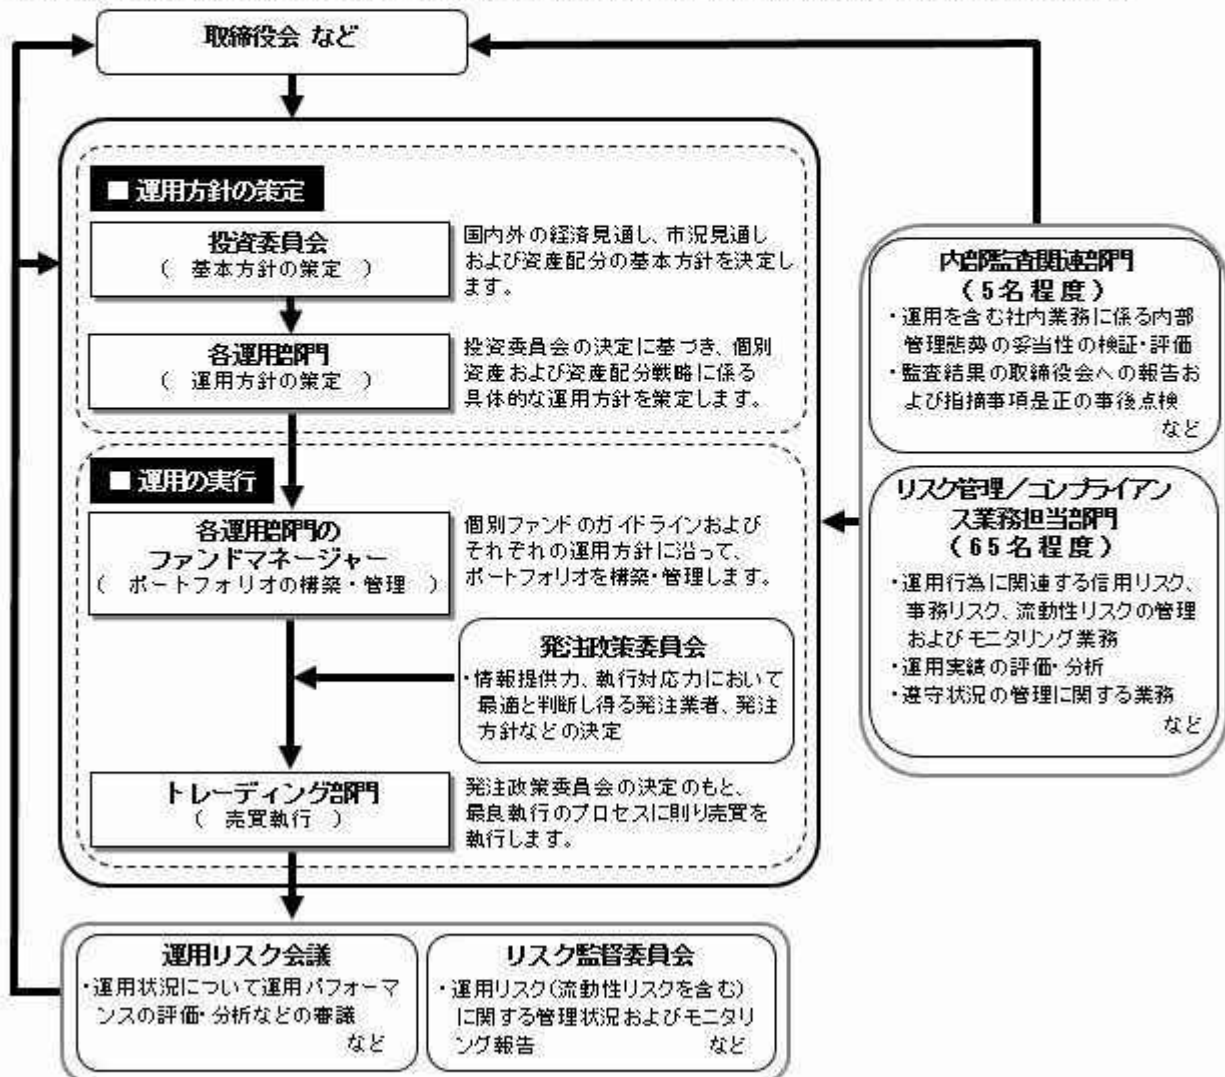 取締役会 など
■ 運用方針の策定
投資委員会
( 基本方針の策定 )
国内外の経済見通し、市況見通し
および資産配分の基本方針を決定し
ます。
各運用部門
( 運用方針の策定 )
投資委員会の決定に基づき、個別
資産および資産配分戦略に係る
具体的な運用方針を策定します。
■ 運用の実行
各運用部門の
ファンドマネージャー
( ポートフォリオの構築・管理 )
個別ファンドのガイドラインおよび
それぞれの運用方針に沿って、
ポートフォリオを構築・管理します。
発注政策委員会
・情報提供力、執行対応力において
最適と判断し得る発注業者、発注
方針などの決定
トレーディング部門
( 売買執行 )
発注政策委員会の決定のもと、
最良執行のプロセスに則り売買を
執行します。
内部監査関連部門
(5名程度)
・運用を含む社内業務に係る内部
管理態勢の妥当性の検証・評価
・監査結果の取締役会への報告お
よび指摘事項是正の事後点検
など
リスク管理/コンプライアン
ス業務担当部門
(65名程度)
・運用行為に関連する信用リスク、
事務リスク、流動性リスクの管理
およびモニタリング業務
・運用実績の評価・分析
・遵守状況の管理に関する業務
など
運用リスク会議
・運用状況について運用パフォーマ
ンスの評価・分析などの審議
など
リスク監督委員会
・運用リスク(流動性リスクを含む)
に関する管理状況およびモニタリ
ング報告 など